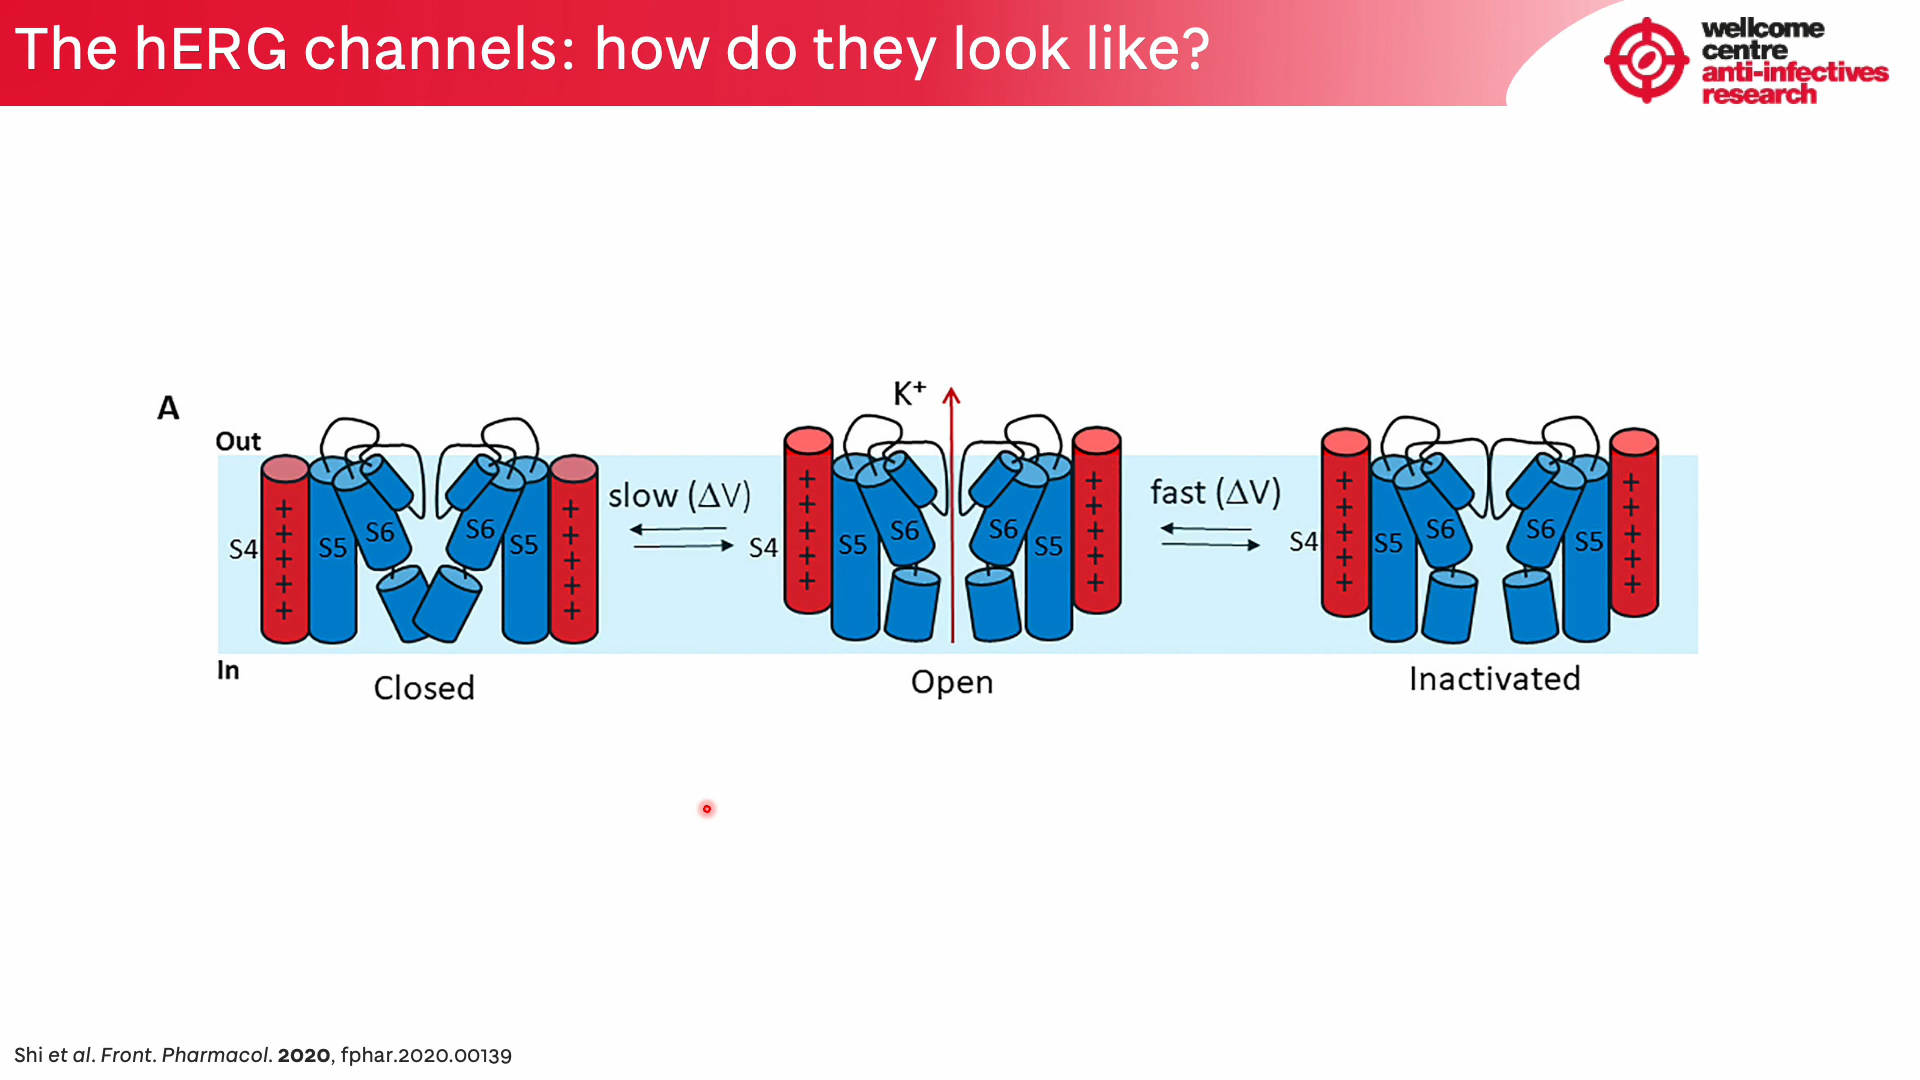 The hERG channels: how do they look like?
wellcome
centre
anti-infectives
research
A
Out
K⁺
S4 + + + + + S5 S6 S6 S5 + + + + +
slow (ΔV)
S4 + + + + + S5 S6 S6 S5 + + + + +
fast (ΔV)
S4 + + + + + S5 S6 S6 S5 + + + + +
In
Closed
Open
Inactivated
Shi et al. Front. Pharmacol. 2020, fphar.2020.00139